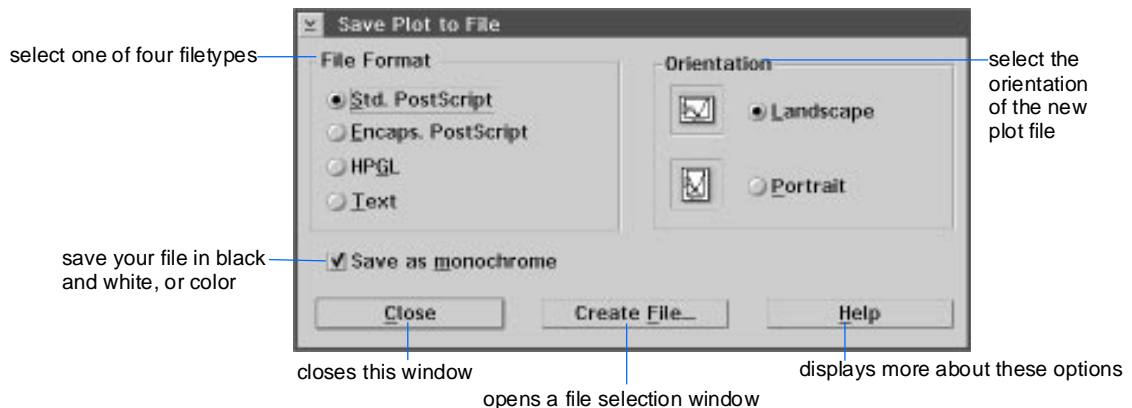 Save Plot to File
select one of four filetypes
File Format
Std. PostScript
Encaps. PostScript
HPGL
Text
Orientation
Landscape
Portrait
select the
orientation
of the new
plot file
save your file in black
and white, or color
Save as monochrome
Close
Create File...
Help
closes this window
opens a file selection window
displays more about these options